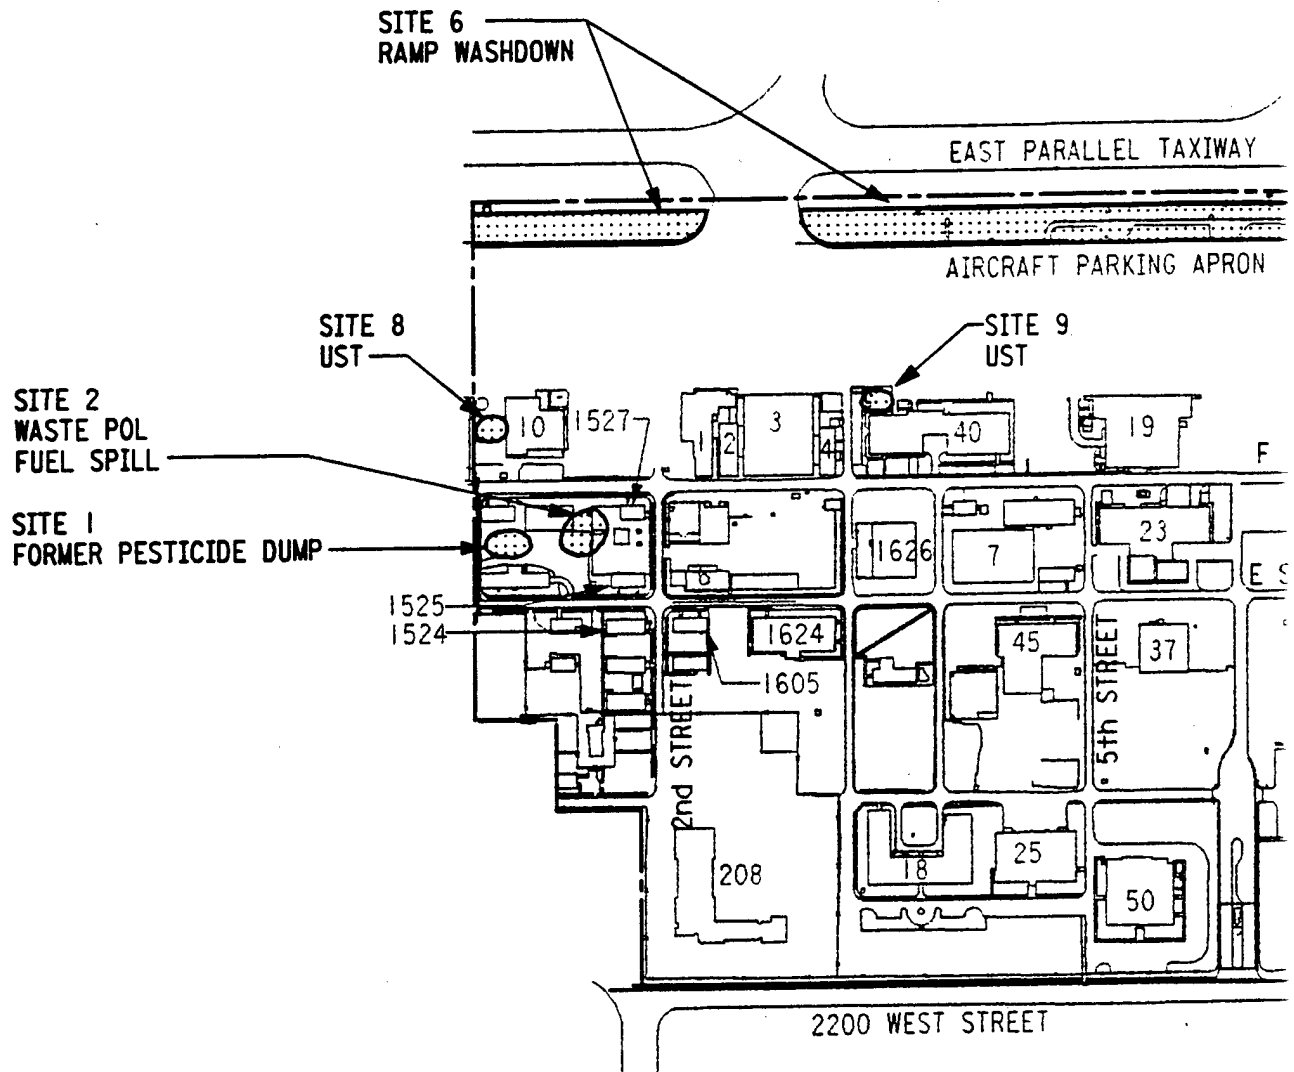 SITE 6
RAMP WASHDOWN
EAST PARALLEL TAXIWAY
AIRCRAFT PARKING APRON
SITE 8
UST
SITE 9
UST
SITE 2
WASTE POL
FUEL SPILL
SITE 1
FORMER PESTICIDE DUMP
10
1527
1
2
3
4
40
19
F
1626
7
23
E S
6
1525
1524
1624
1605
45
37
2nd STREET
5th STREET
208
18
25
50
2200 WEST STREET